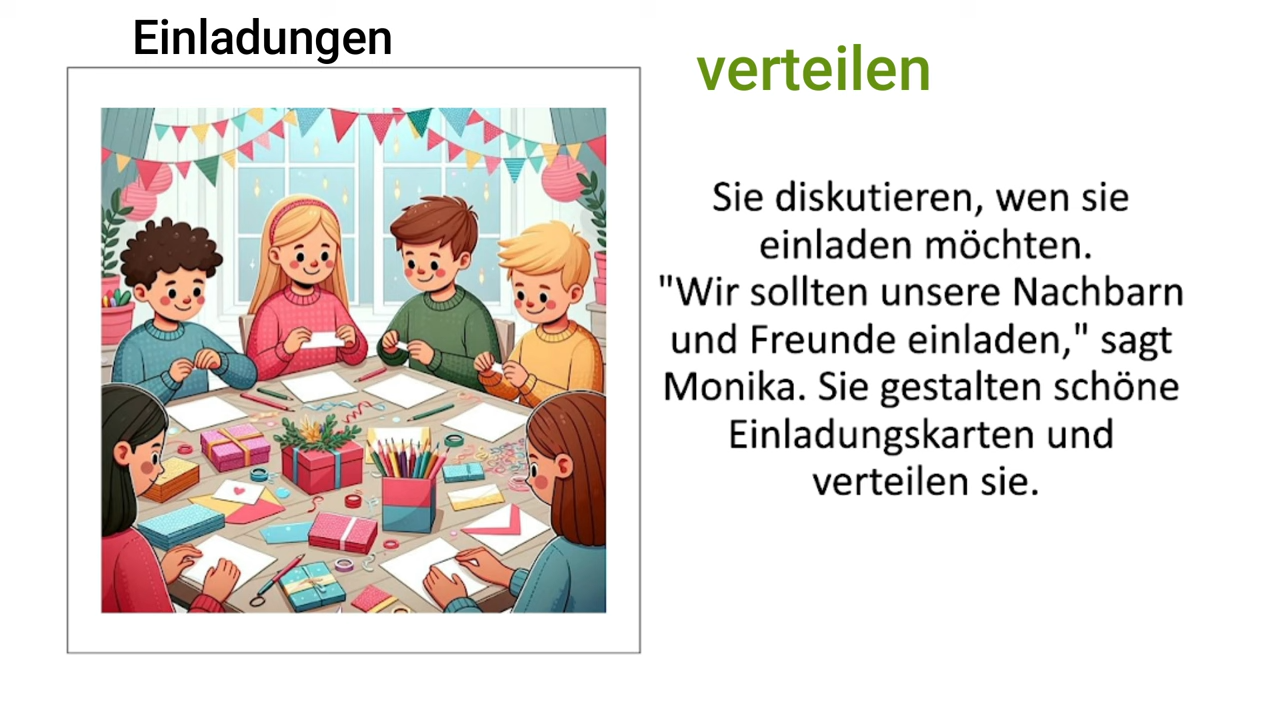 Einladungen
verteilen
Sie diskutieren, wen sie
einladen möchten.
"Wir sollten unsere Nachbarn
und Freunde einladen," sagt
Monika. Sie gestalten schöne
Einladungskarten und
verteilen sie.